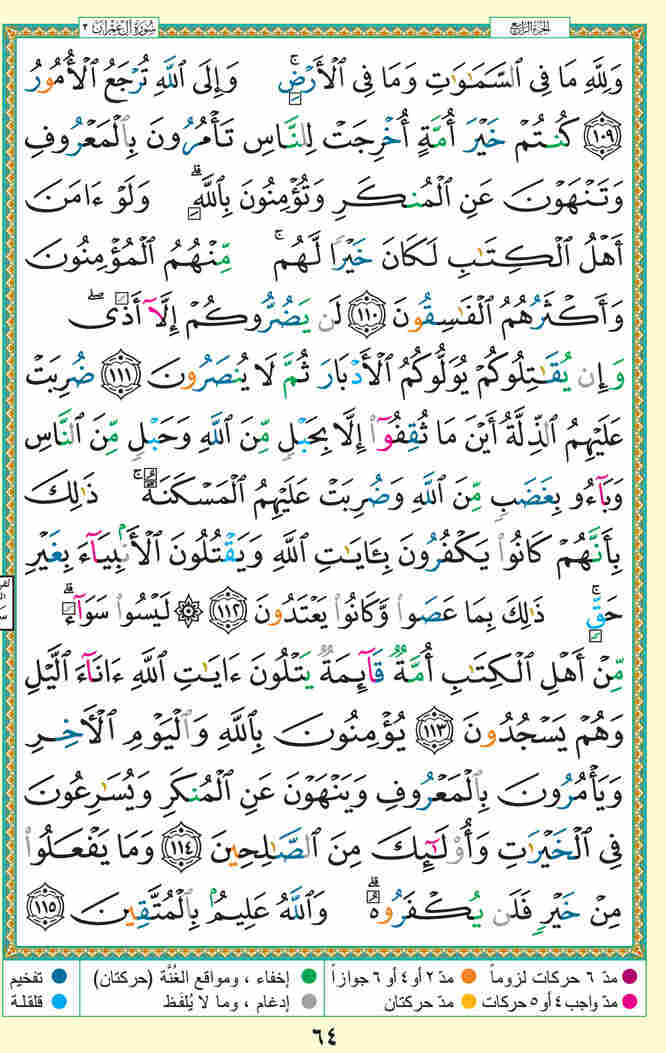 سُورَةُ آلِ عِمْرَان ٣
الجزء الرابع
وَلِلَّهِ مَا فِى ٱلسَّمَٰوَٰتِ وَمَا فِى ٱلْأَرْضِۚ وَإِلَى ٱللَّهِ تُرْجَعُ ٱلْأُمُورُ
﴿١٠٩﴾ كُنتُمْ خَيْرَ أُمَّةٍ أُخْرِجَتْ لِلنَّاسِ تَأْمُرُونَ بِٱلْمَعْرُوفِ
وَتَنْهَوْنَ عَنِ ٱلْمُنكَرِ وَتُؤْمِنُونَ بِٱللَّهِۗ وَلَوْ ءَامَنَ
أَهْلُ ٱلْكِتَٰبِ لَكَانَ خَيْرًا لَّهُمۚ مِّنْهُمُ ٱلْمُؤْمِنُونَ
وَأَكْثَرُهُمُ ٱلْفَٰسِقُونَ ﴿١١٠﴾ لَن يَضُرُّوكُمْ إِلَّآ أَذًىۖ
وَإِن يُقَٰتِلُوكُمْ يُوَلُّوكُمُ ٱلْأَدْبَارَ ثُمَّ لَا يُنصَرُونَ ﴿١١١﴾ ضُرِبَتْ
عَلَيْهِمُ ٱلذِّلَّةُ أَيْنَ مَا ثُقِفُوٓا۟ إِلَّا بِحَبْلٍ مِّنَ ٱللَّهِ وَحَبْلٍ مِّنَ ٱلنَّاسِ
وَبَآءُو بِغَضَبٍ مِّنَ ٱللَّهِ وَضُرِبَتْ عَلَيْهِمُ ٱلْمَسْكَنَةُۚ ذَٰلِكَ
بِأَنَّهُمْ كَانُوا۟ يَكْفُرُونَ بِـَٔايَٰتِ ٱللَّهِ وَيَقْتُلُونَ ٱلْأَنۢبِيَآءَ بِغَيْرِ
حَقٍّۚ ذَٰلِكَ بِمَا عَصَوا۟ وَّكَانُوا۟ يَعْتَدُونَ ﴿١١٢﴾ ۞ لَيْسُوا۟ سَوَآءًۗ
مِّنْ أَهْلِ ٱلْكِتَٰبِ أُمَّةٌ قَآئِمَةٌ يَتْلُونَ ءَايَٰتِ ٱللَّهِ ءَانَآءَ ٱلَّيْلِ
وَهُمْ يَسْجُدُونَ ﴿١١٣﴾ يُؤْمِنُونَ بِٱللَّهِ وَٱلْيَوْمِ ٱلْـَٔاخِرِ
وَيَأْمُرُونَ بِٱلْمَعْرُوفِ وَيَنْهَوْنَ عَنِ ٱلْمُنكَرِ وَيُسَٰرِعُونَ
فِى ٱلْخَيْرَٰتِ وَأُو۟لَٰٓئِكَ مِنَ ٱلصَّٰلِحِينَ ﴿١١٤﴾ وَمَا يَفْعَلُوا۟
مِنْ خَيْرٍ فَلَن يُكْفَرُوهُۗ وَٱللَّهُ عَلِيمٌۢ بِٱلْمُتَّقِينَ ﴿١١٥﴾
مدّ ٦ حركات لزوماً مدّ ٢ أو ٤ أو ٦ جوازاً إخفاء ، ومواقع الغُنَّة (حركتان) تفخيم
مدّ واجب ٤ أو ٥ حركات مدّ حركتان إدغام ، وما لا يُلفَظ قلقلة
٦٤